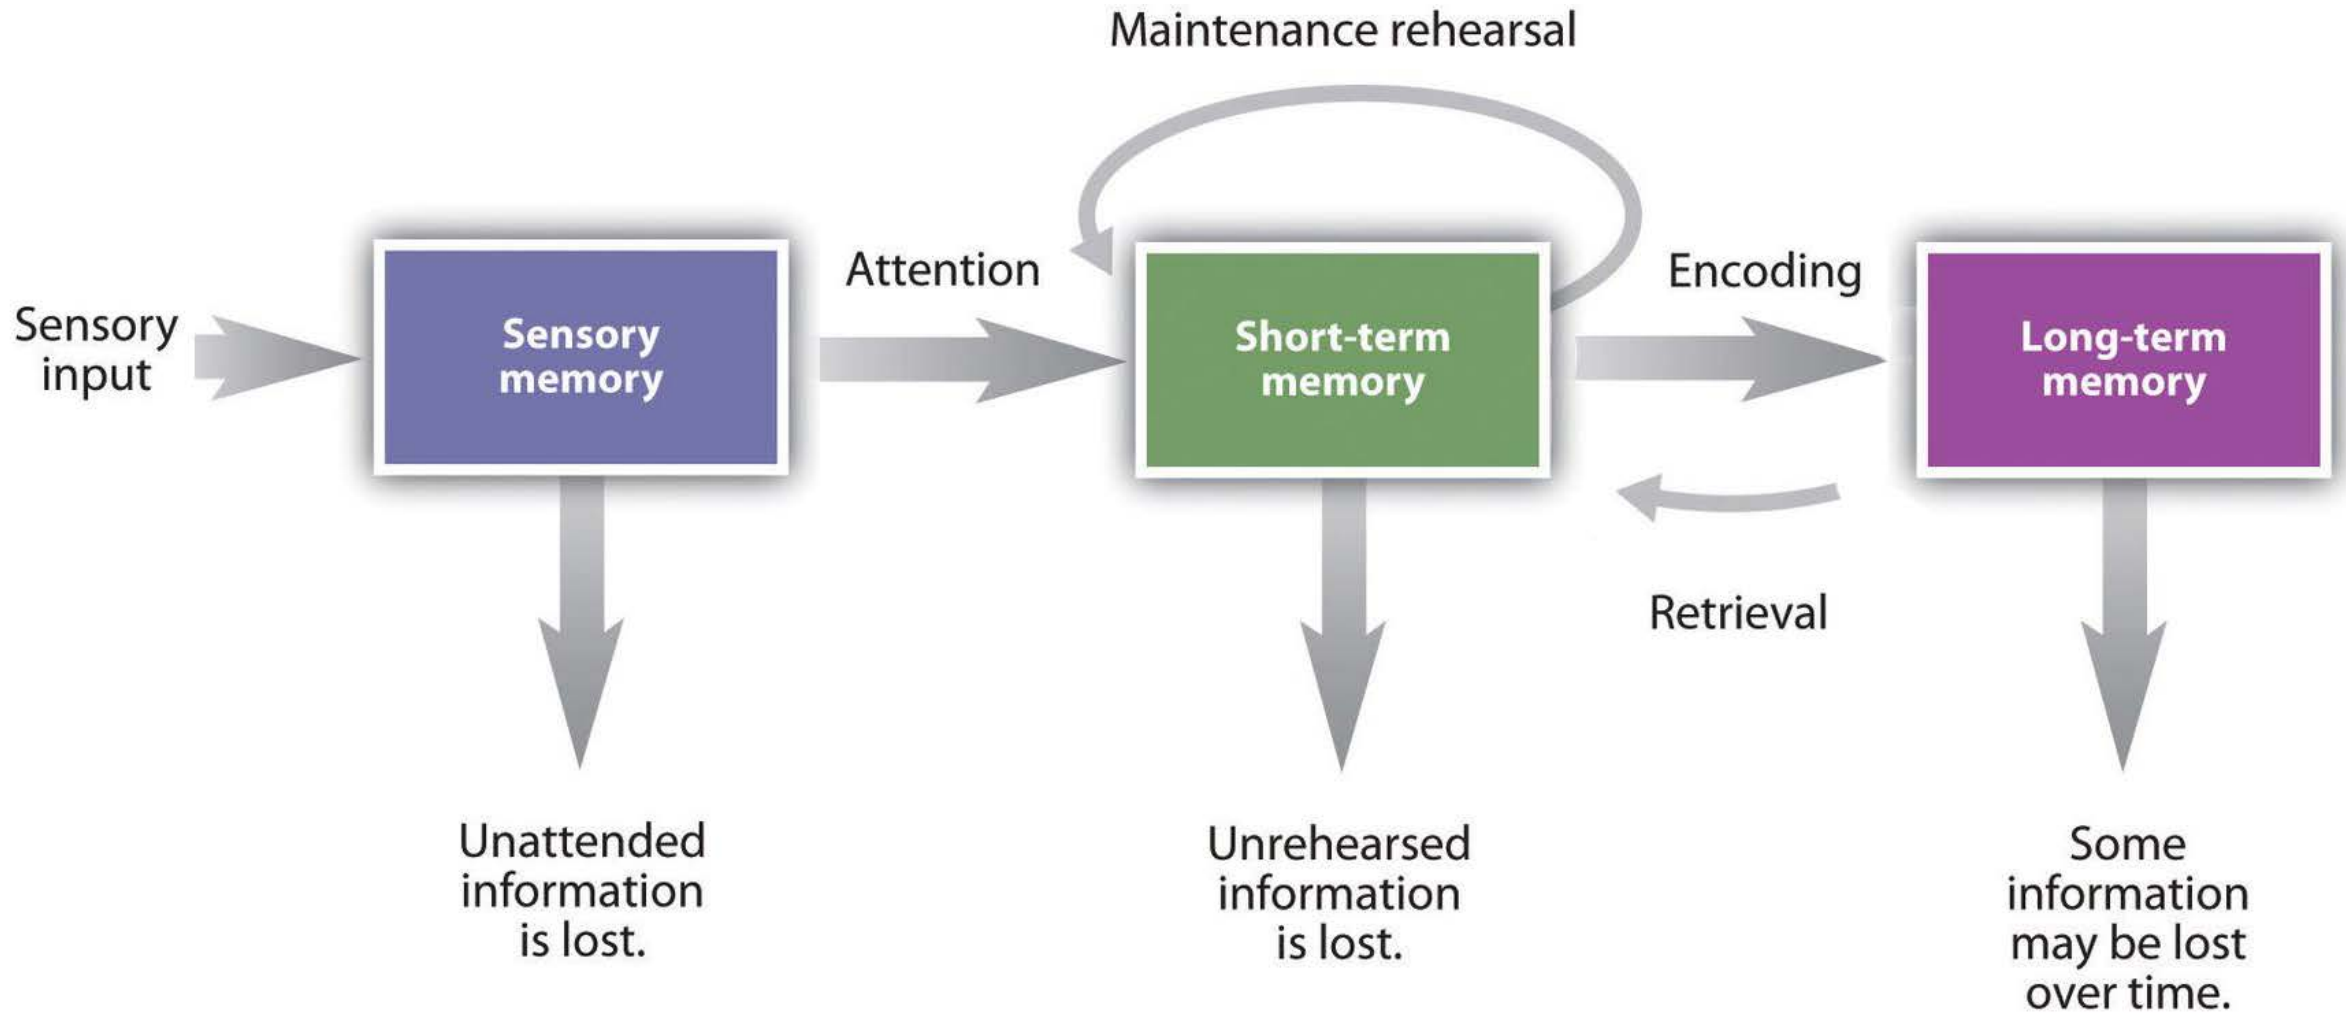 Maintenance rehearsal
Sensory
input
Sensory
memory
Attention
Short-term
memory
Encoding
Long-term
memory
Retrieval
Unattended
information
is lost.
Unrehearsed
information
is lost.
Some
information
may be lost
over time.